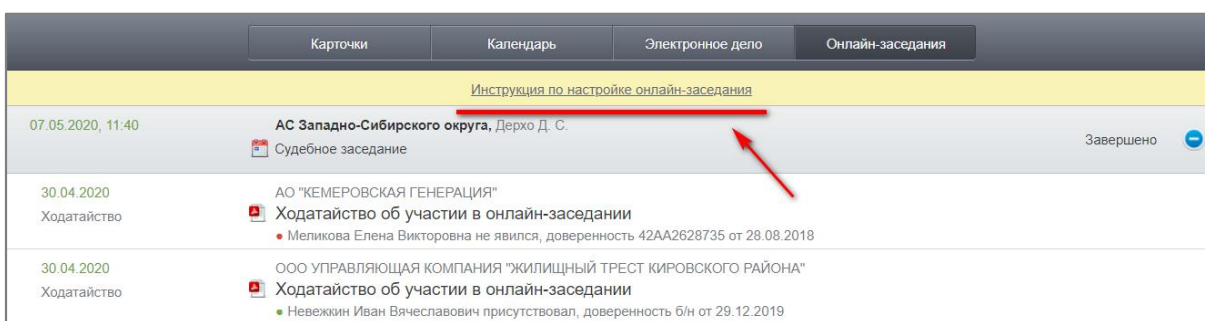 Карточки Календарь Электронное дело Онлайн-заседания
Инструкция по настройке онлайн-заседания
07.05.2020, 11:40 АС Западно-Сибирского округа, Дерхо Д. С.
Судебное заседание Завершено
30.04.2020 АО "КЕМЕРОВСКАЯ ГЕНЕРАЦИЯ"
Ходатайство Ходатайство об участии в онлайн-заседании
• Меликова Елена Викторовна не явился, доверенность 42АА2628735 от 28.08.2018
30.04.2020 ООО УПРАВЛЯЮЩАЯ КОМПАНИЯ "ЖИЛИЩНЫЙ ТРЕСТ КИРОВСКОГО РАЙОНА"
Ходатайство Ходатайство об участии в онлайн-заседании
• Невежкин Иван Вячеславович присутствовал, доверенность б/н от 29.12.2019